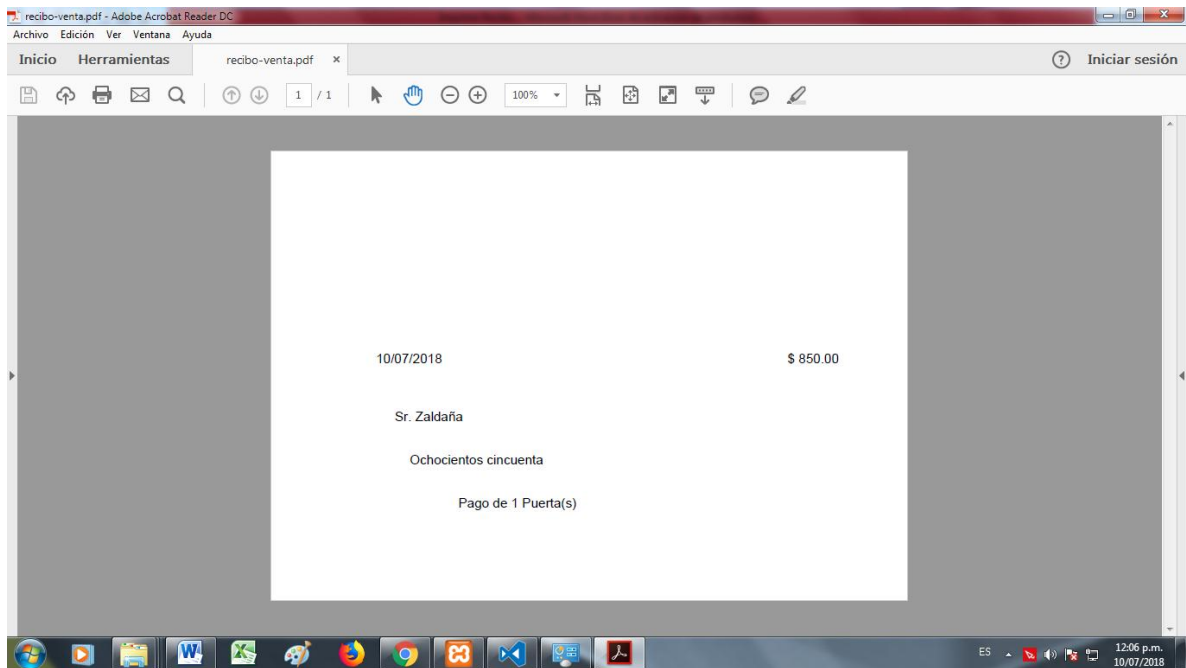 recibo-venta.pdf - Adobe Acrobat Reader DC
Archivo Edición Ver Ventana Ayuda
Inicio Herramientas recibo-venta.pdf × ? Iniciar sesión
1 / 1 100%
10/07/2018 $ 850.00
Sr. Zaldaña
Ochocientos cincuenta
Pago de 1 Puerta(s)
ES 12:06 p.m.
10/07/2018